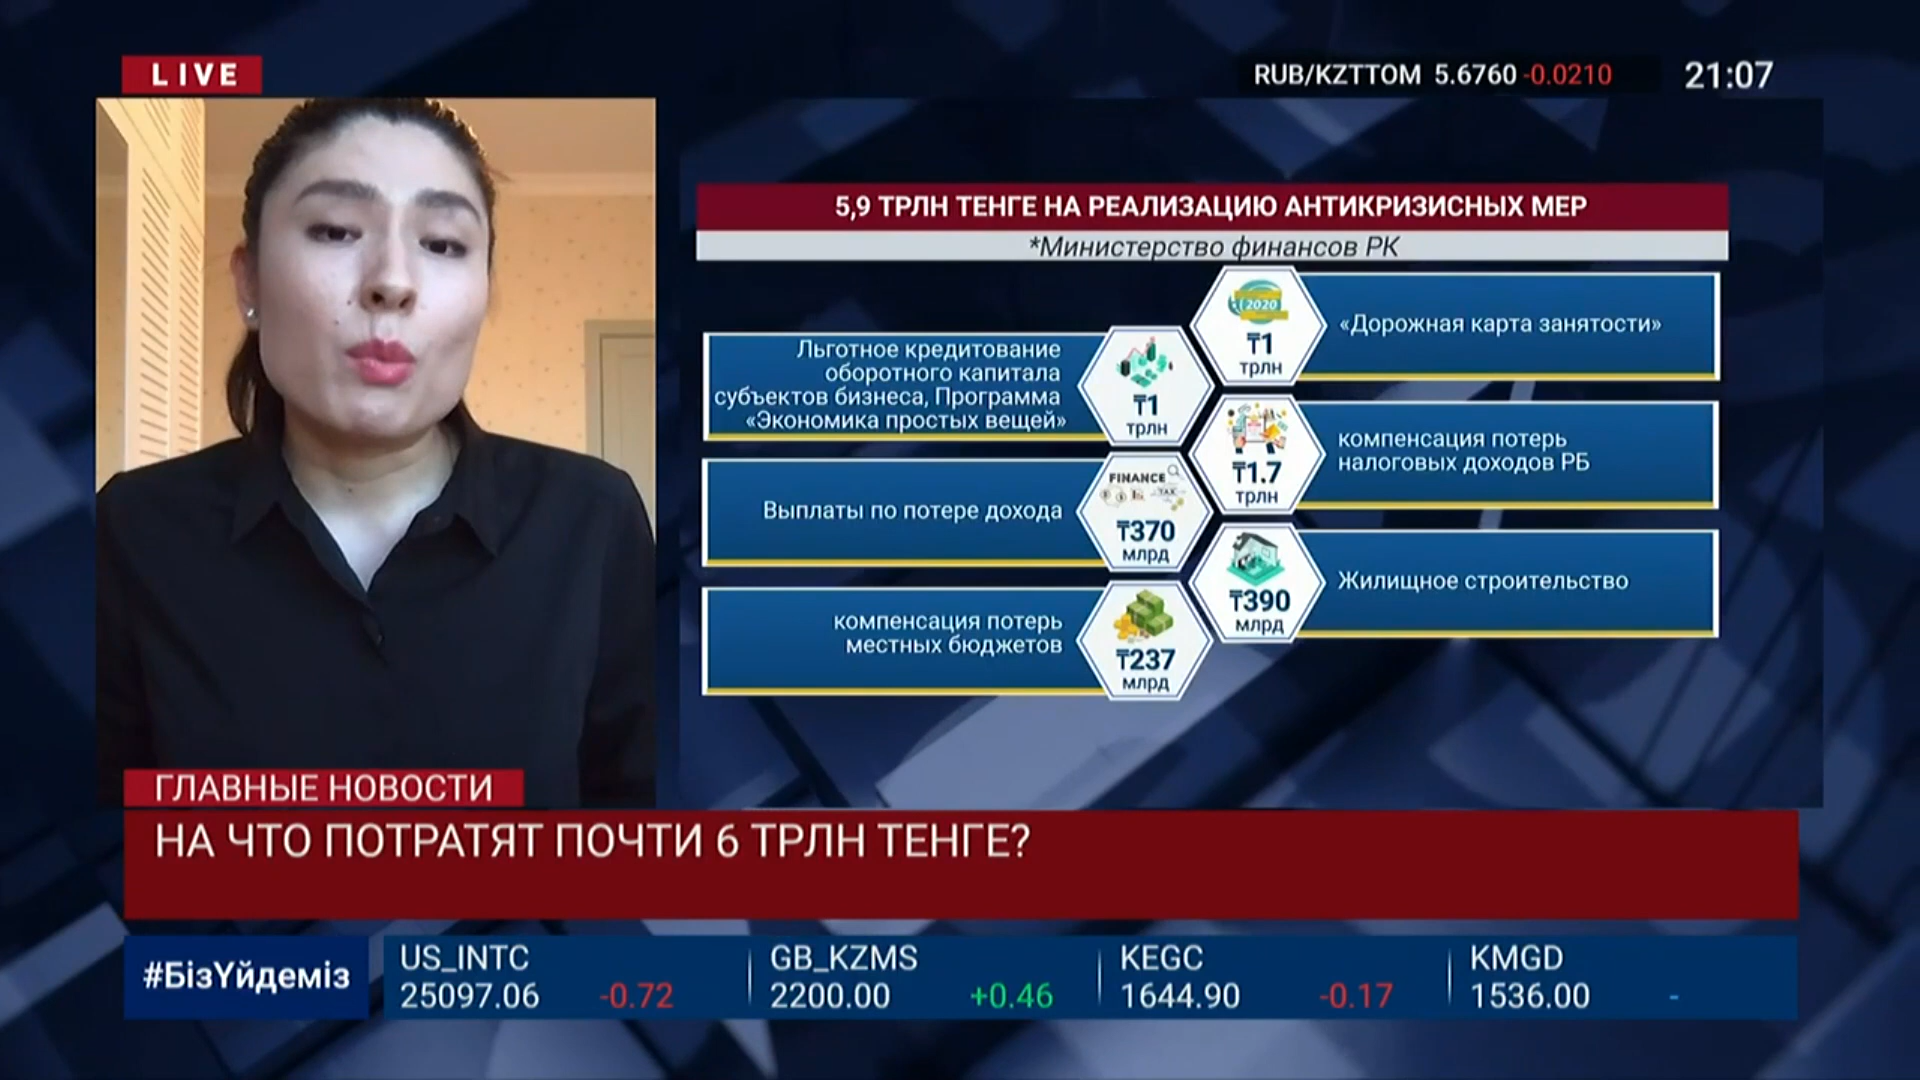 LIVE
RUB/KZTTOM 5.6760 -0.0210
21:07
5,9 ТРЛН ТЕНГЕ НА РЕАЛИЗАЦИЮ АНТИКРИЗИСНЫХ МЕР
*Министерство финансов РК
Льготное кредитование
оборотного капитала
субъектов бизнеса, Программа
«Экономика простых вещей»
₸1
трлн
2020
₸1
трлн
«Дорожная карта занятости»
Выплаты по потере дохода
FINANCE
TAX
₸370
млрд
₸1.7
трлн
компенсация потерь
налоговых доходов РБ
компенсация потерь
местных бюджетов
₸237
млрд
₸390
млрд
Жилищное строительство
ГЛАВНЫЕ НОВОСТИ
НА ЧТО ПОТРАТЯТ ПОЧТИ 6 ТРЛН ТЕНГЕ?
#БізҮйдеміз
US_INTC
25097.06 -0.72
GB_KZMS
2200.00 +0.46
KEGC
1644.90 -0.17
KMGD
1536.00 -